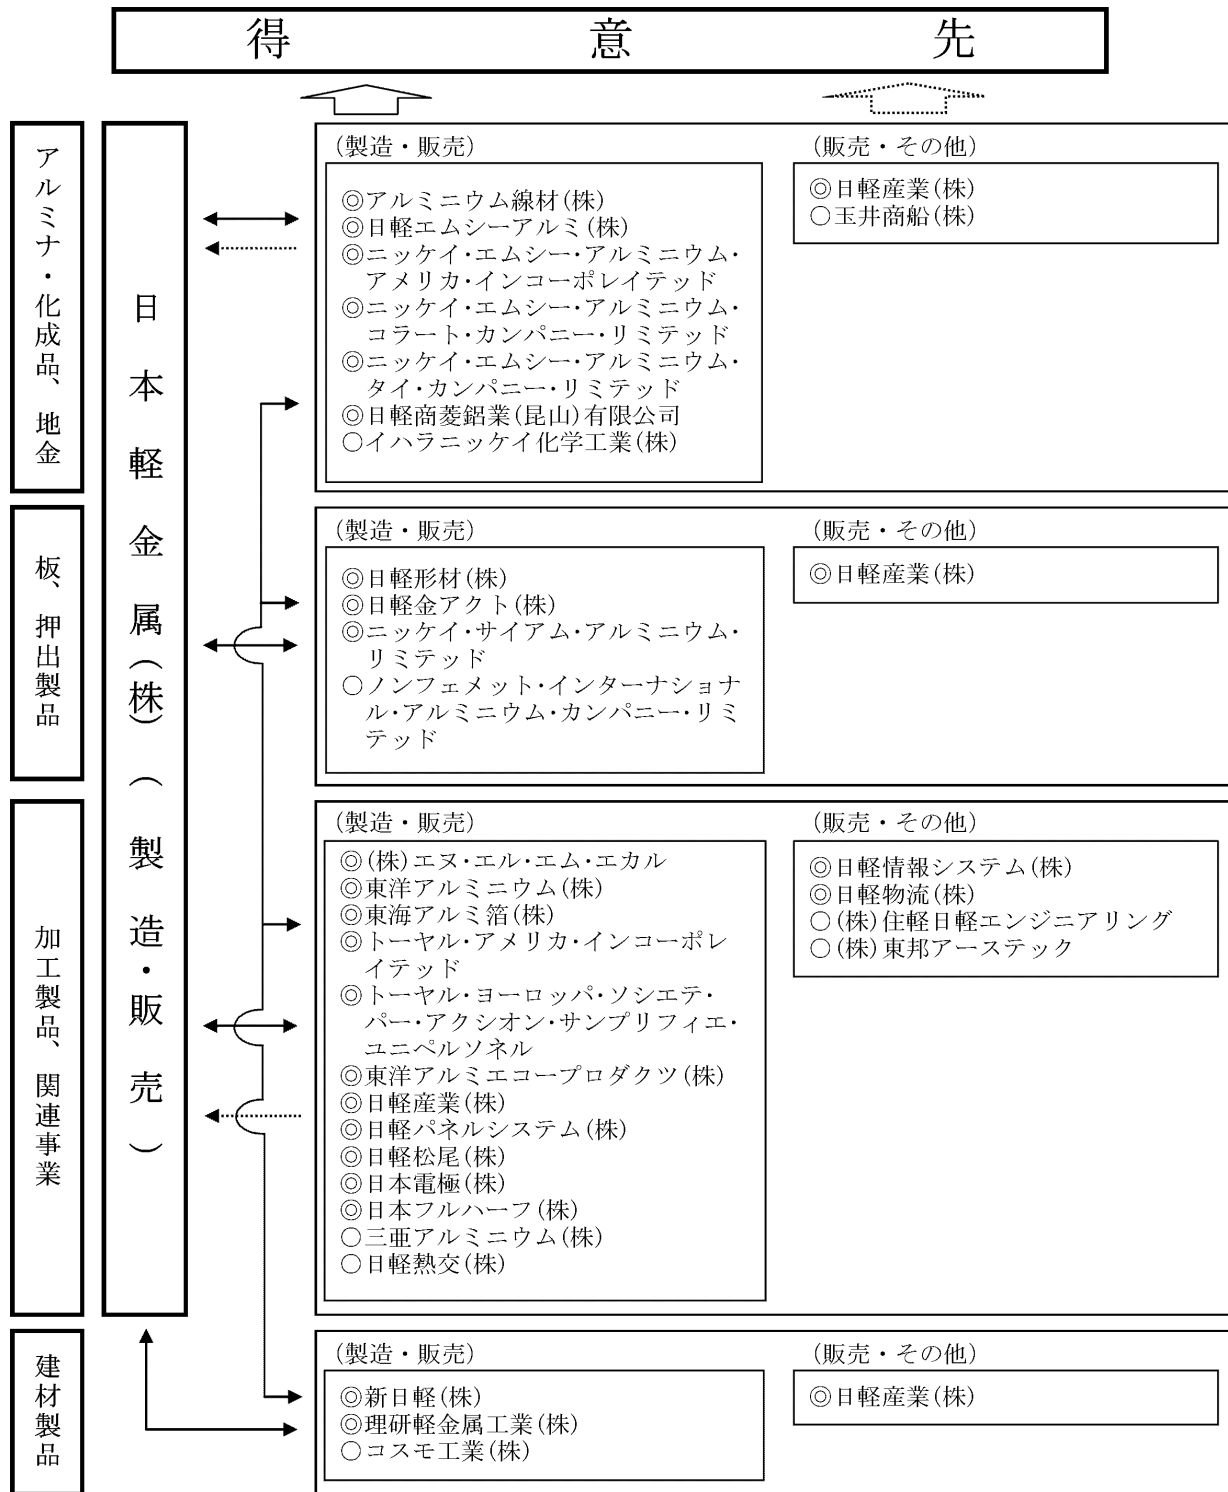 得意先
アルミナ・化成品、地金
日本軽金属(株)(製造・販売)
(製造・販売)
◎アルミニウム線材(株)
◎日軽エムシーアルミ(株)
◎ニッケイ・エムシー・アルミニウム・
アメリカ・インコーポレイテッド
◎ニッケイ・エムシー・アルミニウム・
コラート・カンパニー・リミテッド
◎ニッケイ・エムシー・アルミニウム・
タイ・カンパニー・リミテッド
◎日軽商菱鋁業(昆山)有限公司
○イハラニッケイ化学工業(株)
(販売・その他)
◎日軽産業(株)
○玉井商船(株)
板、押出製品
(製造・販売)
◎日軽形材(株)
◎日軽金アクト(株)
◎ニッケイ・サイアム・アルミニウム・
リミテッド
○ノンフェメット・インターナショナ
ル・アルミニウム・カンパニー・リミ
テッド
(販売・その他)
◎日軽産業(株)
加工製品、関連事業
(製造・販売)
◎(株)エヌ・エル・エム・エカル
◎東洋アルミニウム(株)
◎東海アルミ箔(株)
◎トーヤル・アメリカ・インコーポレ
イテッド
◎トーヤル・ヨーロッパ・ソシエテ・
パー・アクシオン・サンプリフィエ・
ユニペルソネル
◎東洋アルミエコープロダクツ(株)
◎日軽産業(株)
◎日軽パネルシステム(株)
◎日軽松尾(株)
◎日本電極(株)
◎日本フルハーフ(株)
○三亜アルミニウム(株)
○日軽熱交(株)
(販売・その他)
◎日軽情報システム(株)
◎日軽物流(株)
○(株)住軽日軽エンジニアリング
○(株)東邦アーステック
建材製品
(製造・販売)
◎新日軽(株)
◎理研軽金属工業(株)
○コスモ工業(株)
(販売・その他)
◎日軽産業(株)